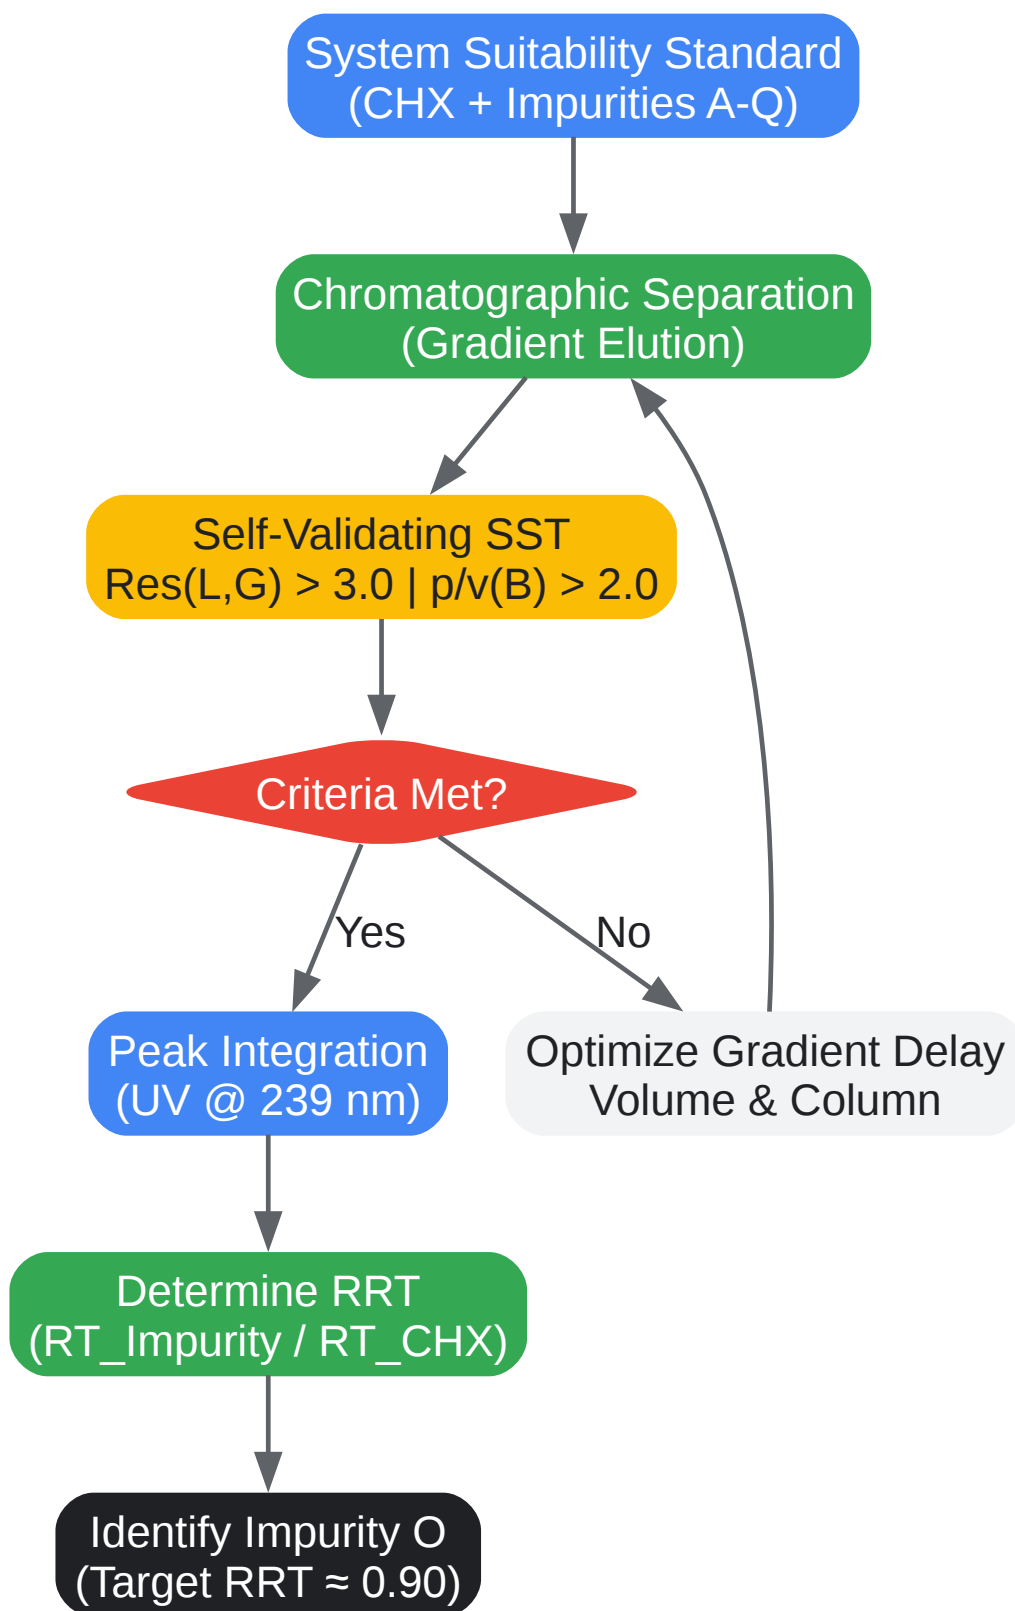 System Suitability Standard
(CHX + Impurities A-Q)
Chromatographic Separation
(Gradient Elution)
Self-Validating SST
Res(L,G) > 3.0 | p/v(B) > 2.0
Criteria Met?
Yes
No
Peak Integration
(UV @ 239 nm)
Optimize Gradient Delay
Volume & Column
Determine RRT
(RT_Impurity / RT_CHX)
Identify Impurity O
(Target RRT ≈ 0.90)